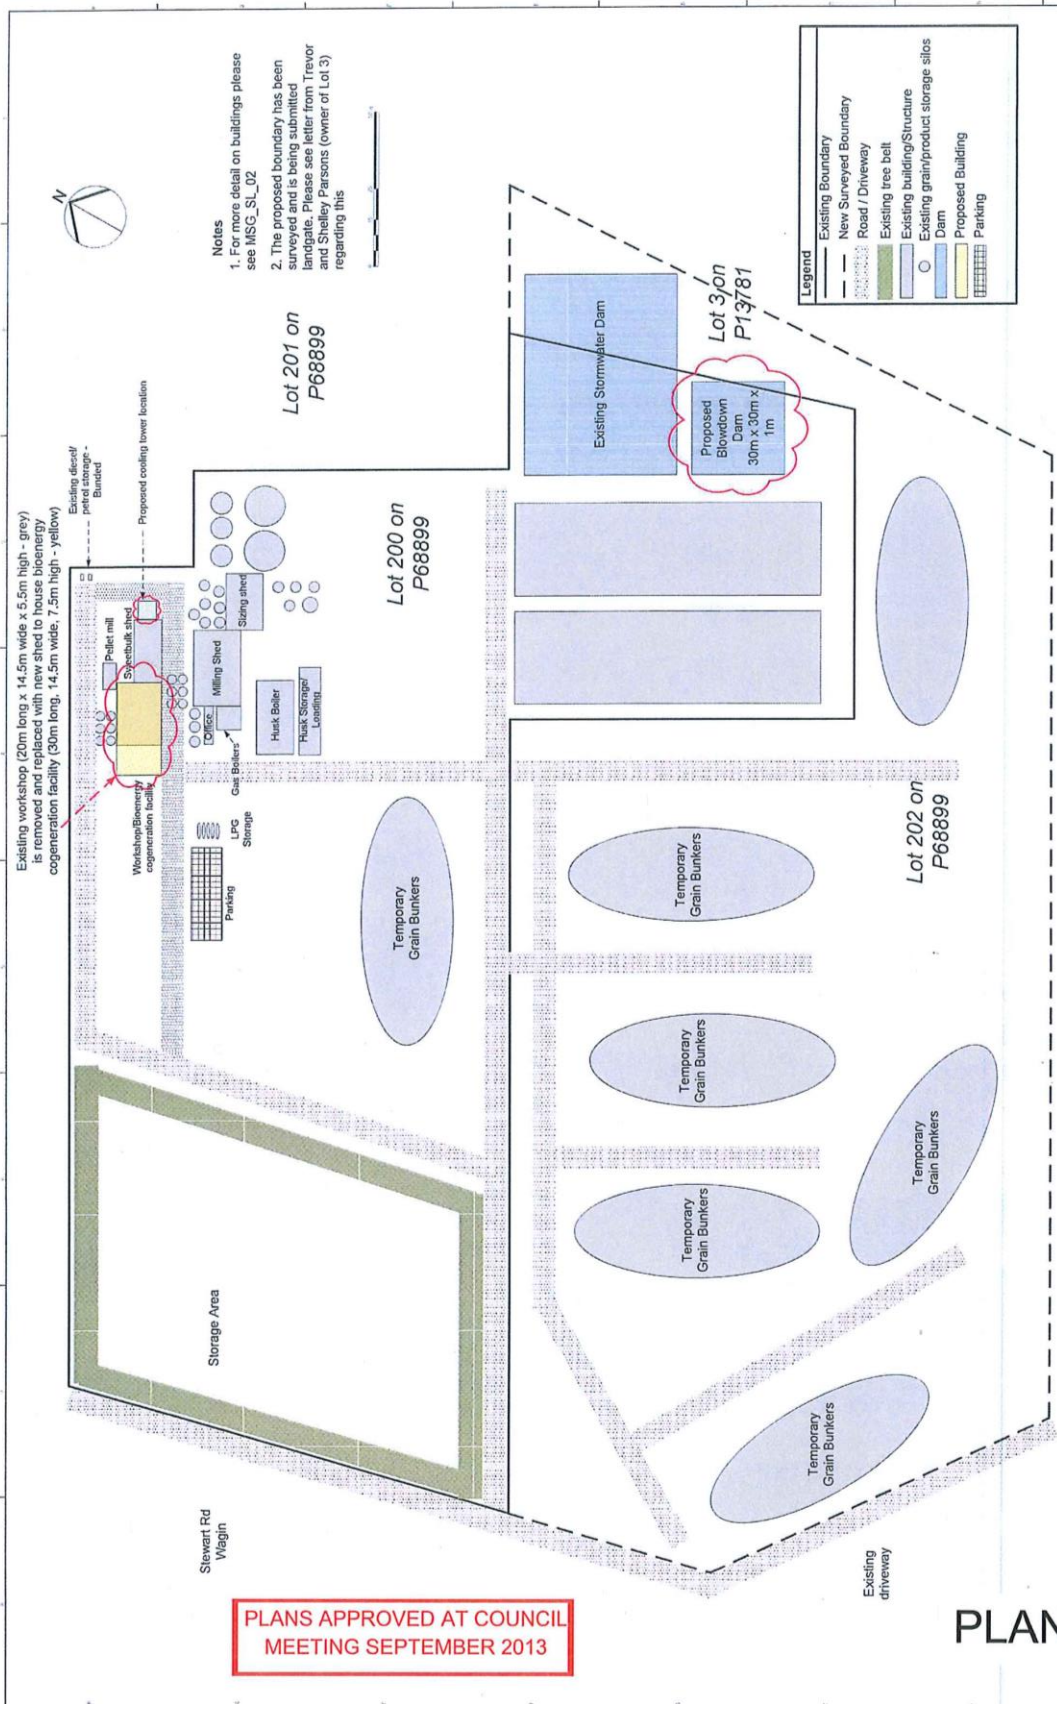 Existing workshop (20m long x 14.5m wide x 5.5m high - grey)
is removed and replaced with new shed to house bioenergy
cogeneration facility (30m long, 14.5m wide, 7.5m high - yellow)
Existing diesel/
petrol storage -
Bunded
Proposed cooling tower location
N
Notes
1. For more detail on buildings please
see MSG_SL_02
2. The proposed boundary has been
surveyed and is being submitted
landgate. Please see letter from Trevor
and Shelley Parsons (owner of Lot 3)
regarding this
Lot 201 on
P68899
Pellet mill
Sweetbulk shed
Workshop/Bioenergy
cogeneration facility
Milling Shed
Sizing shed
Office
Gas Boilers
Husk Boiler
Husk Storage/
Loading
LPG
Storage
Parking
Lot 200 on
P68899
Temporary
Grain Bunkers
Storage Area
Stewart Rd
Wagin
Existing Stormwater Dam
Proposed
Blowdown
Dam
30m x 30m x
1m
Lot 3 on
P13781
Temporary
Grain Bunkers
Temporary
Grain Bunkers
Temporary
Grain Bunkers
Temporary
Grain Bunkers
Temporary
Grain Bunkers
Lot 202 on
P68899
Existing
driveway
Legend
Existing Boundary
New Surveyed Boundary
Road / Driveway
Existing tree belt
Existing building/Structure
Existing grain/product storage silos
Dam
Proposed Building
Parking
PLANS APPROVED AT COUNCIL
MEETING SEPTEMBER 2013
PLAN